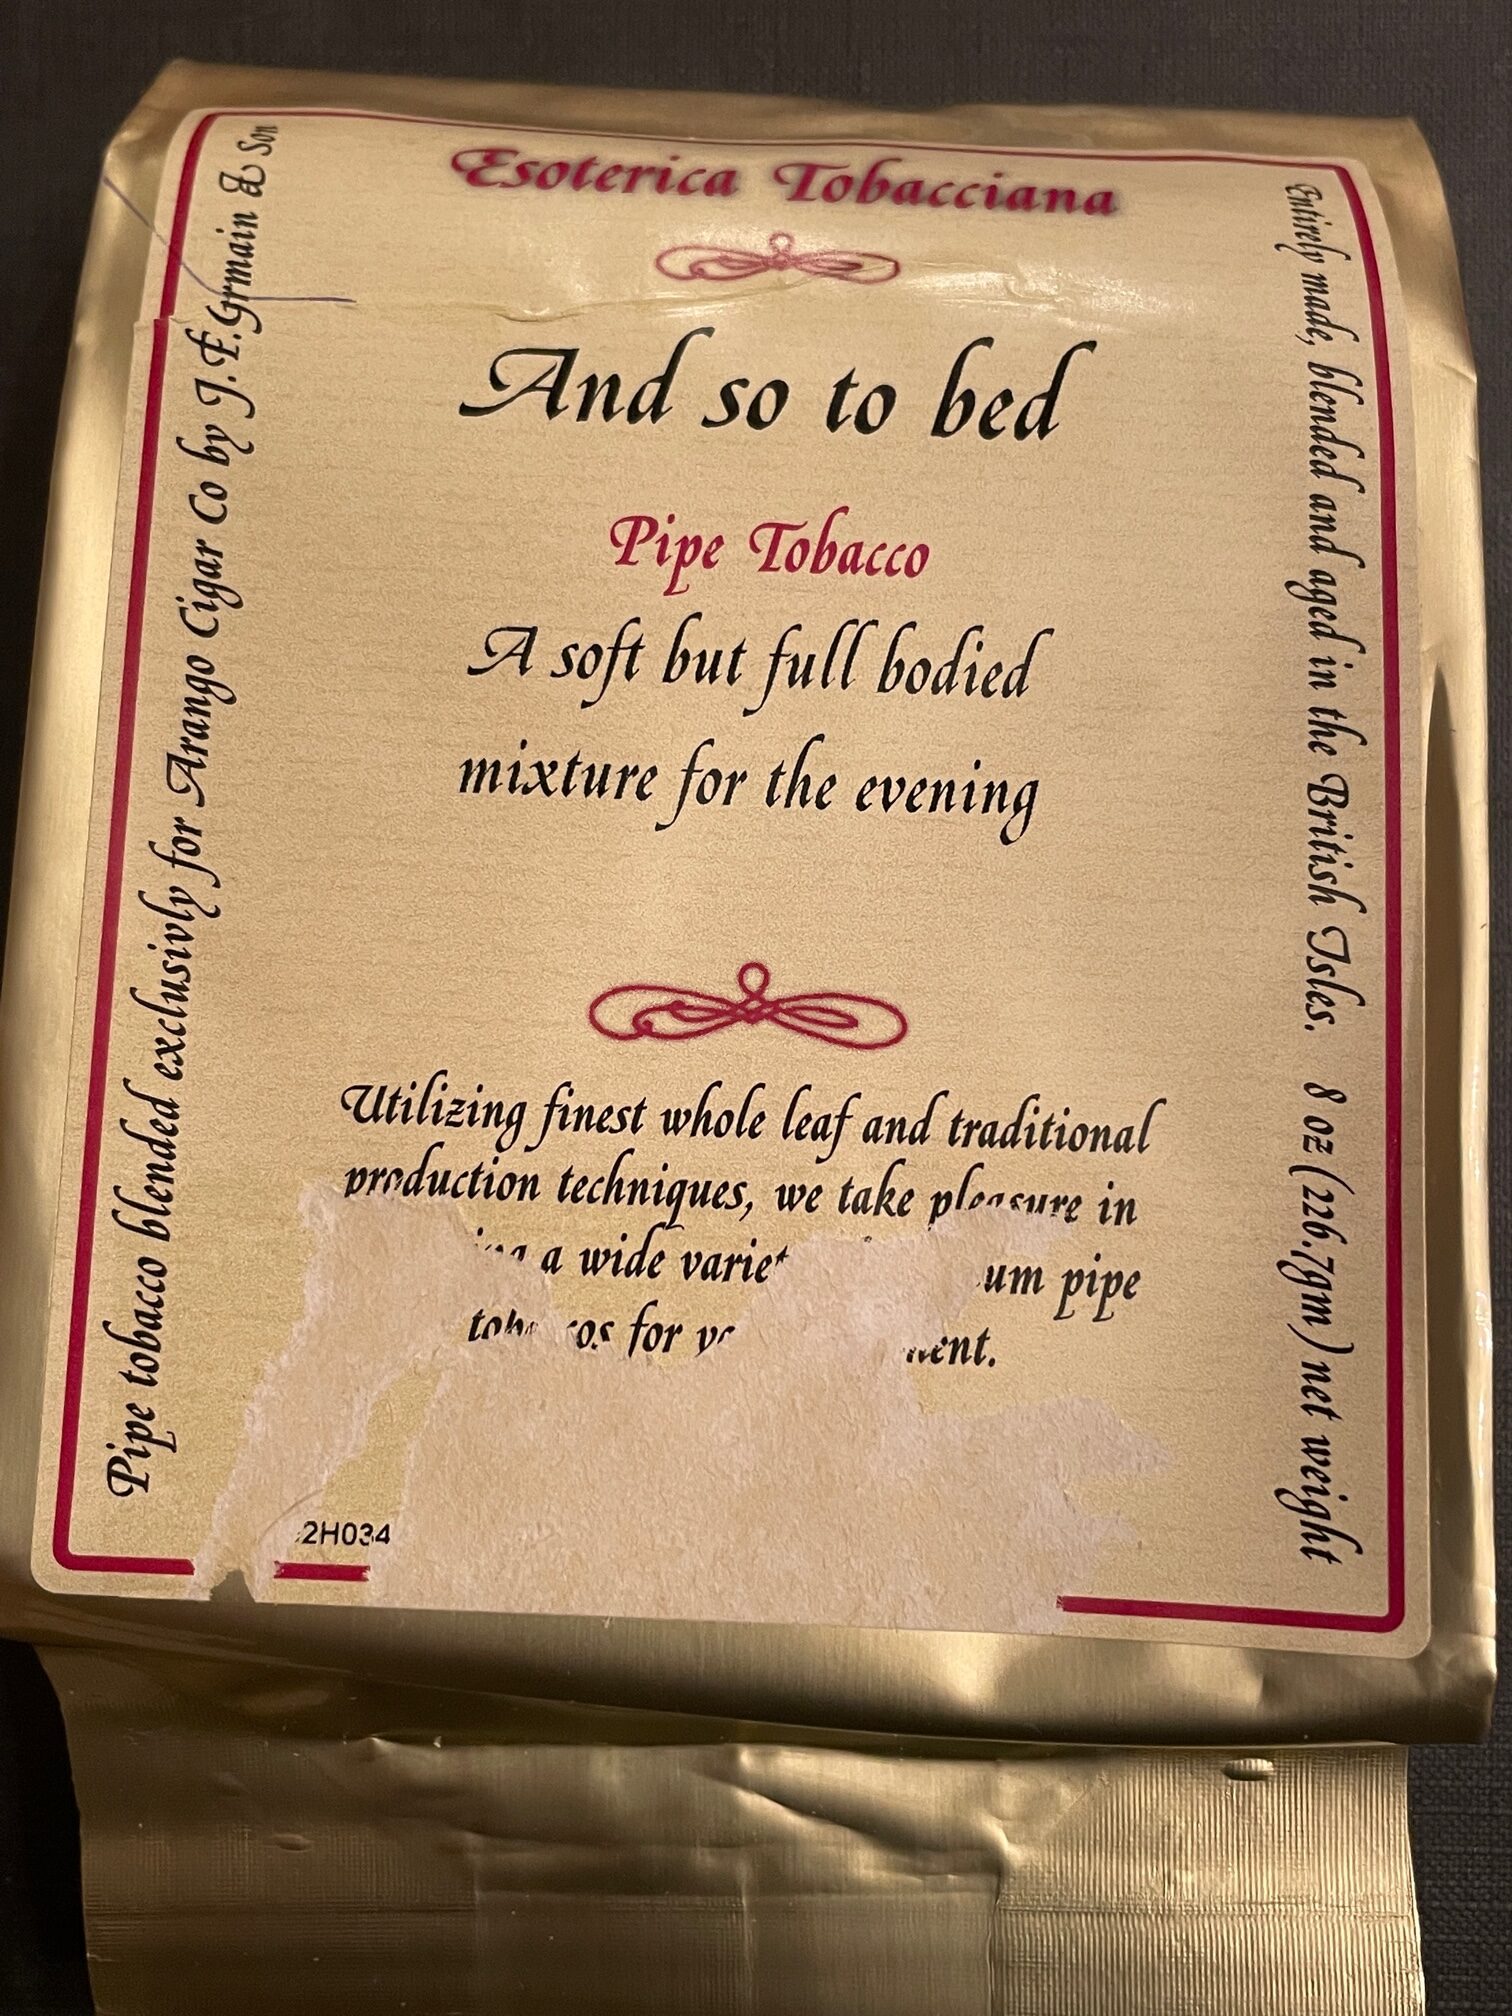 Esoterica Tobacciana
And so to bed
Pipe Tobacco
A soft but full bodied
mixture for the evening
Utilizing finest whole leaf and traditional
production techniques, we take pleasure in
a wide pipe
for
Pipe tobacco blended exclusivly for Arango Cigar Co by J.E.Grmain & Son
Entirely made, blended and aged in the British Isles. 8 oz (226.7gm) net weight
2H034